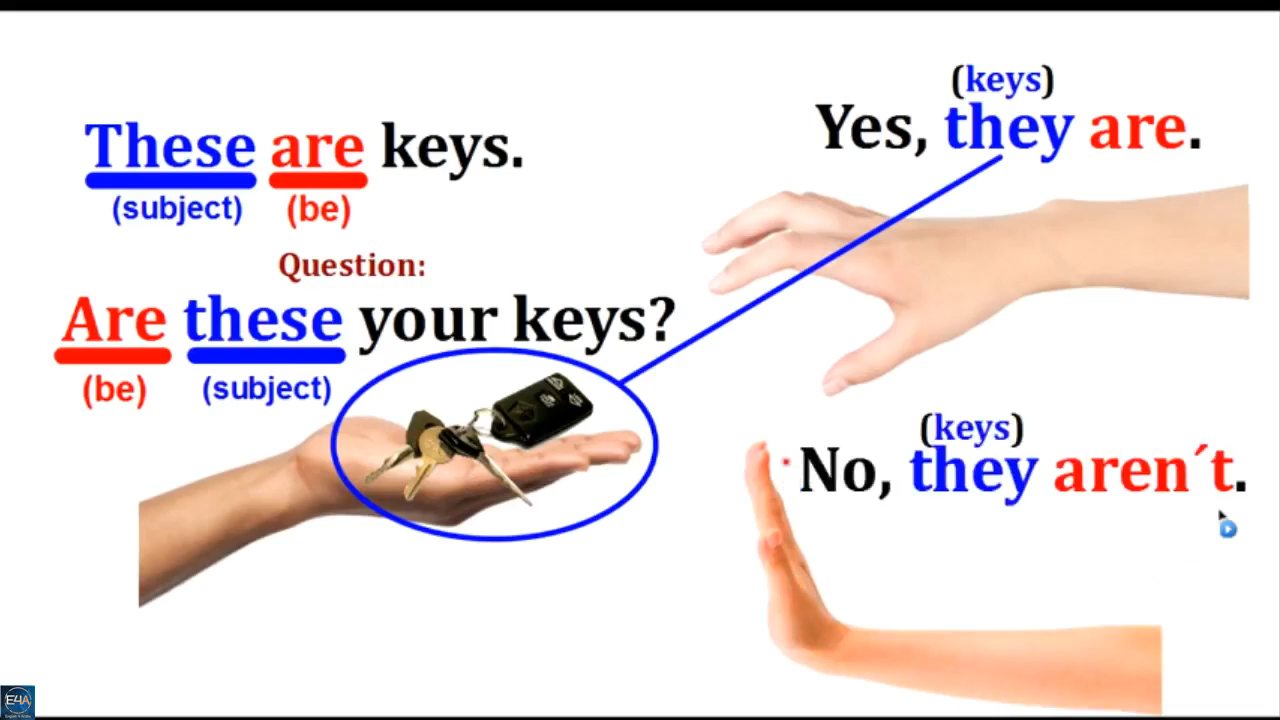 These are keys.
(subject) (be)
Question:
Are these your keys?
(be) (subject)
(keys)
Yes, they are.
(keys)
No, they aren´t.
E4A